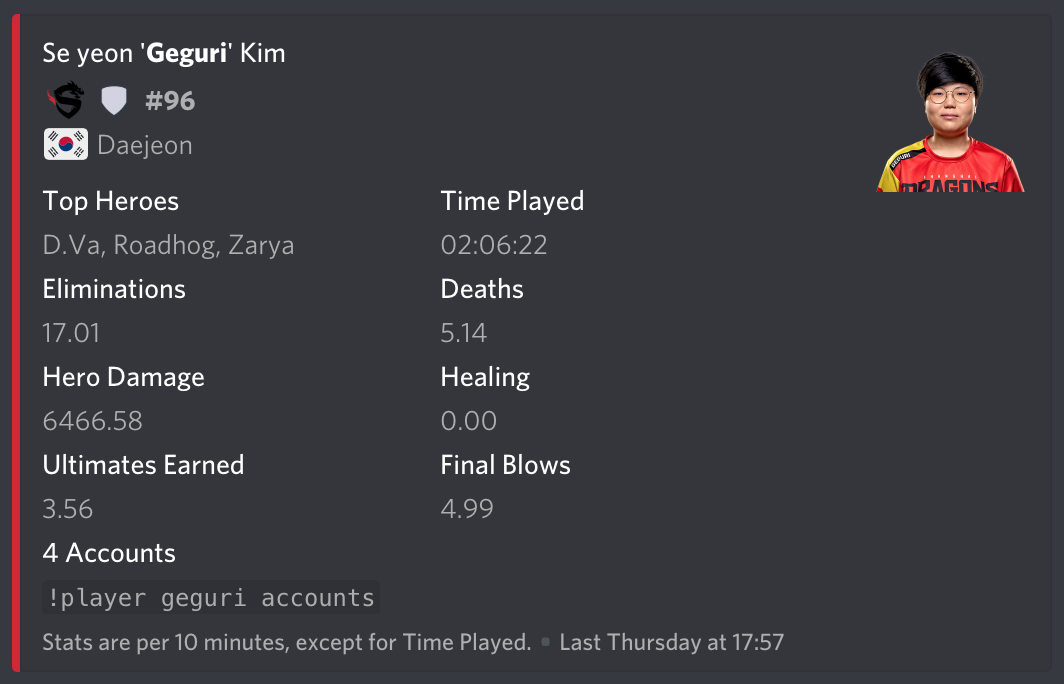 Se yeon 'Geguri' Kim
#96
Daejeon
Top Heroes
Time Played
D.Va, Roadhog, Zarya
02:06:22
Eliminations
Deaths
17.01
5.14
Hero Damage
Healing
6466.58
0.00
Ultimates Earned
Final Blows
3.56
4.99
4 Accounts
!player geguri accounts
Stats are per 10 minutes, except for Time Played. • Last Thursday at 17:57
GEGURI
SHANGHAI
DRAGONS